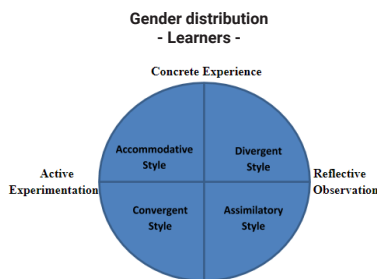 Gender distribution
- Learners -
Concrete Experience
Accommodative
Style
Divergent
Style
Active
Experimentation
Reflective
Observation
Convergent
Style
Assimilatory
Style